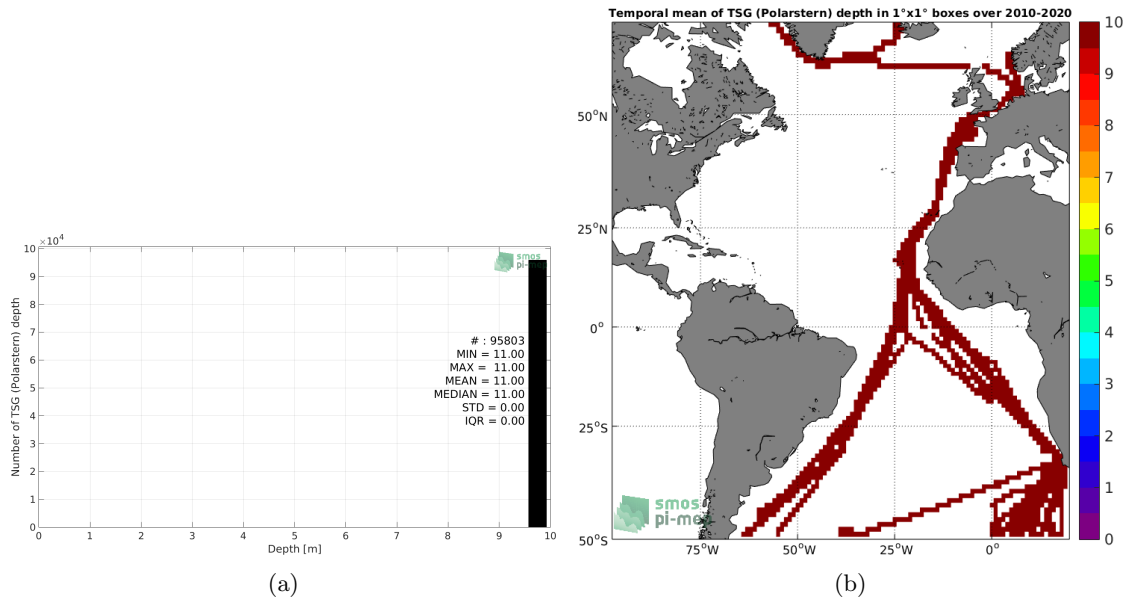 ×10⁴
10
9
8
7
6
5
4
3
2
1
0
Number of TSG (Polarstern) depth
smos
pi-mep
# : 95803
MIN = 11.00
MAX = 11.00
MEAN = 11.00
MEDIAN = 11.00
STD = 0.00
IQR = 0.00
0 1 2 3 4 5 6 7 8 9 10
Depth [m]
(a)
Temporal mean of TSG (Polarstern) depth in 1°x1° boxes over 2010-2020
50°N
25°N
0°
25°S
50°S
75°W 50°W 25°W 0°
smos
pi-mep
10
9
8
7
6
5
4
3
2
1
0
(b)